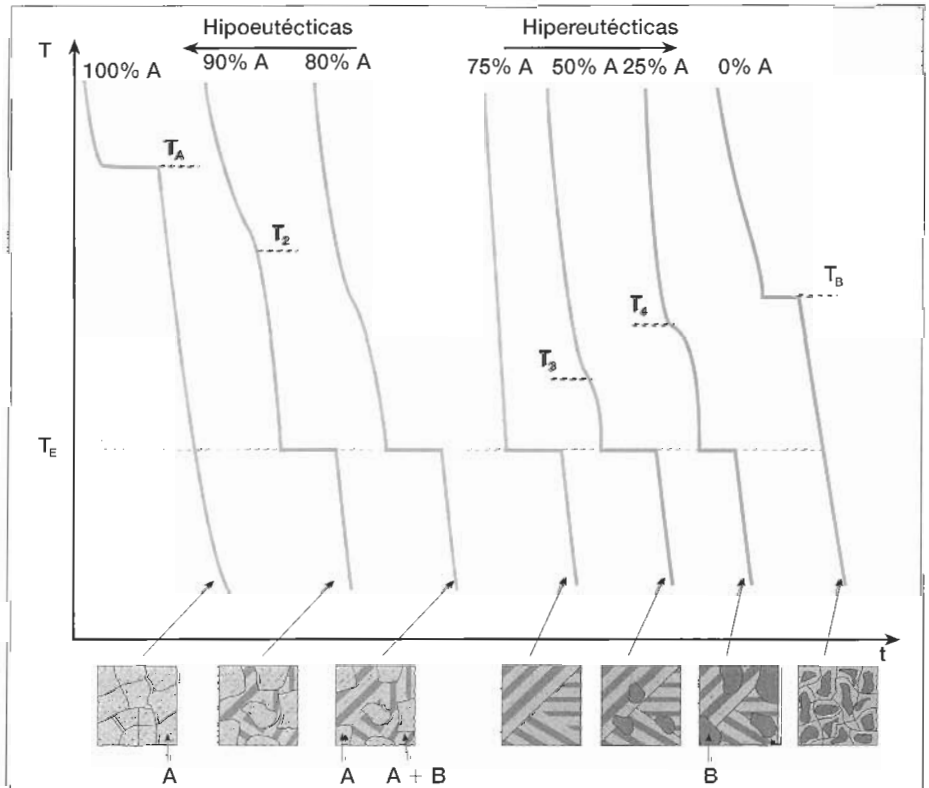 Hipoeutécticas
Hipereutécticas
T
100% A
90% A
80% A
75% A
50% A
25% A
0% A
T_A
T_2
T_B
T_4
T_3
T_E
t
A
A
A + B
B